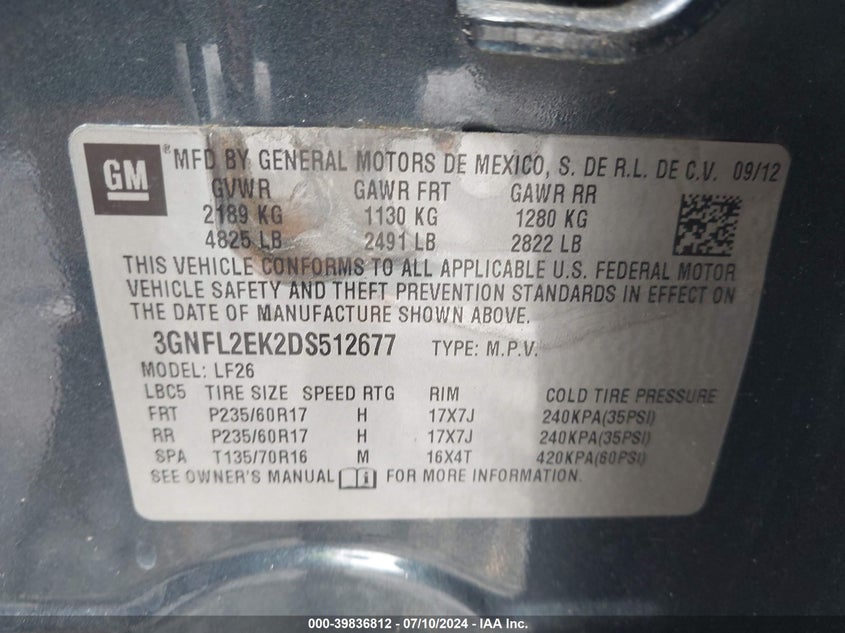 GM
®MFD BY GENERAL MOTORS DE MEXICO, S. DE R.L. DE C.V. 09/12
GVWR GAWR FRT GAWR RR
2189 KG 1130 KG 1280 KG
4825 LB 2491 LB 2822 LB
THIS VEHICLE CONFORMS TO ALL APPLICABLE U.S. FEDERAL MOTOR
VEHICLE SAFETY AND THEFT PREVENTION STANDARDS IN EFFECT ON
THE DATE OF MANUFACTURE SHOWN ABOVE.
3GNFL2EK2DS512677 TYPE: M.P.V.
MODEL: LF26
LBC5 TIRE SIZE SPEED RTG RIM COLD TIRE PRESSURE
FRT P235/60R17 H 17X7J 240KPA(35PSI)
RR P235/60R17 H 17X7J 240KPA(35PSI)
SPA T135/70R16 M 16X4T 420KPA(60PSI)
SEE OWNER'S MANUAL FOR MORE INFORMATION.
000-39836812 - 07/10/2024 - IAA Inc.